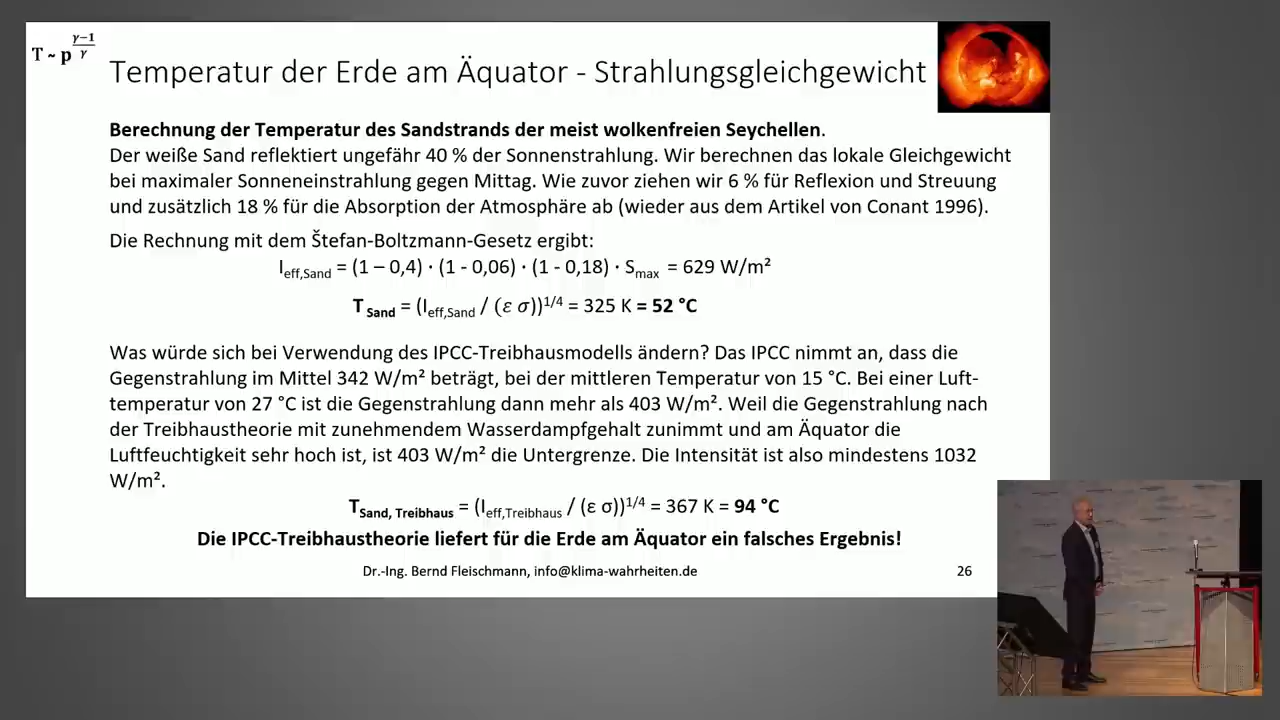 T ~ p^((γ−1)/γ)
Temperatur der Erde am Äquator - Strahlungsgleichgewicht
Berechnung der Temperatur des Sandstrands der meist wolkenfreien Seychellen.
Der weiße Sand reflektiert ungefähr 40 % der Sonnenstrahlung. Wir berechnen das lokale Gleichgewicht
bei maximaler Sonneneinstrahlung gegen Mittag. Wie zuvor ziehen wir 6 % für Reflexion und Streuung
und zusätzlich 18 % für die Absorption der Atmosphäre ab (wieder aus dem Artikel von Conant 1996).
Die Rechnung mit dem Štefan-Boltzmann-Gesetz ergibt:
I_eff,Sand = (1 – 0,4) · (1 - 0,06) · (1 - 0,18) · S_max = 629 W/m²
T_Sand = (I_eff,Sand / (ε σ))^1/4 = 325 K = 52 °C
Was würde sich bei Verwendung des IPCC-Treibhausmodells ändern? Das IPCC nimmt an, dass die
Gegenstrahlung im Mittel 342 W/m² beträgt, bei der mittleren Temperatur von 15 °C. Bei einer Luft-
temperatur von 27 °C ist die Gegenstrahlung dann mehr als 403 W/m². Weil die Gegenstrahlung nach
der Treibhaustheorie mit zunehmendem Wasserdampfgehalt zunimmt und am Äquator die
Luftfeuchtigkeit sehr hoch ist, ist 403 W/m² die Untergrenze. Die Intensität ist also mindestens 1032
W/m².
T_Sand, Treibhaus = (I_eff,Treibhaus / (ε σ))^1/4 = 367 K = 94 °C
Die IPCC-Treibhaustheorie liefert für die Erde am Äquator ein falsches Ergebnis!
Dr.-Ing. Bernd Fleischmann, info@klima-wahrheiten.de
26